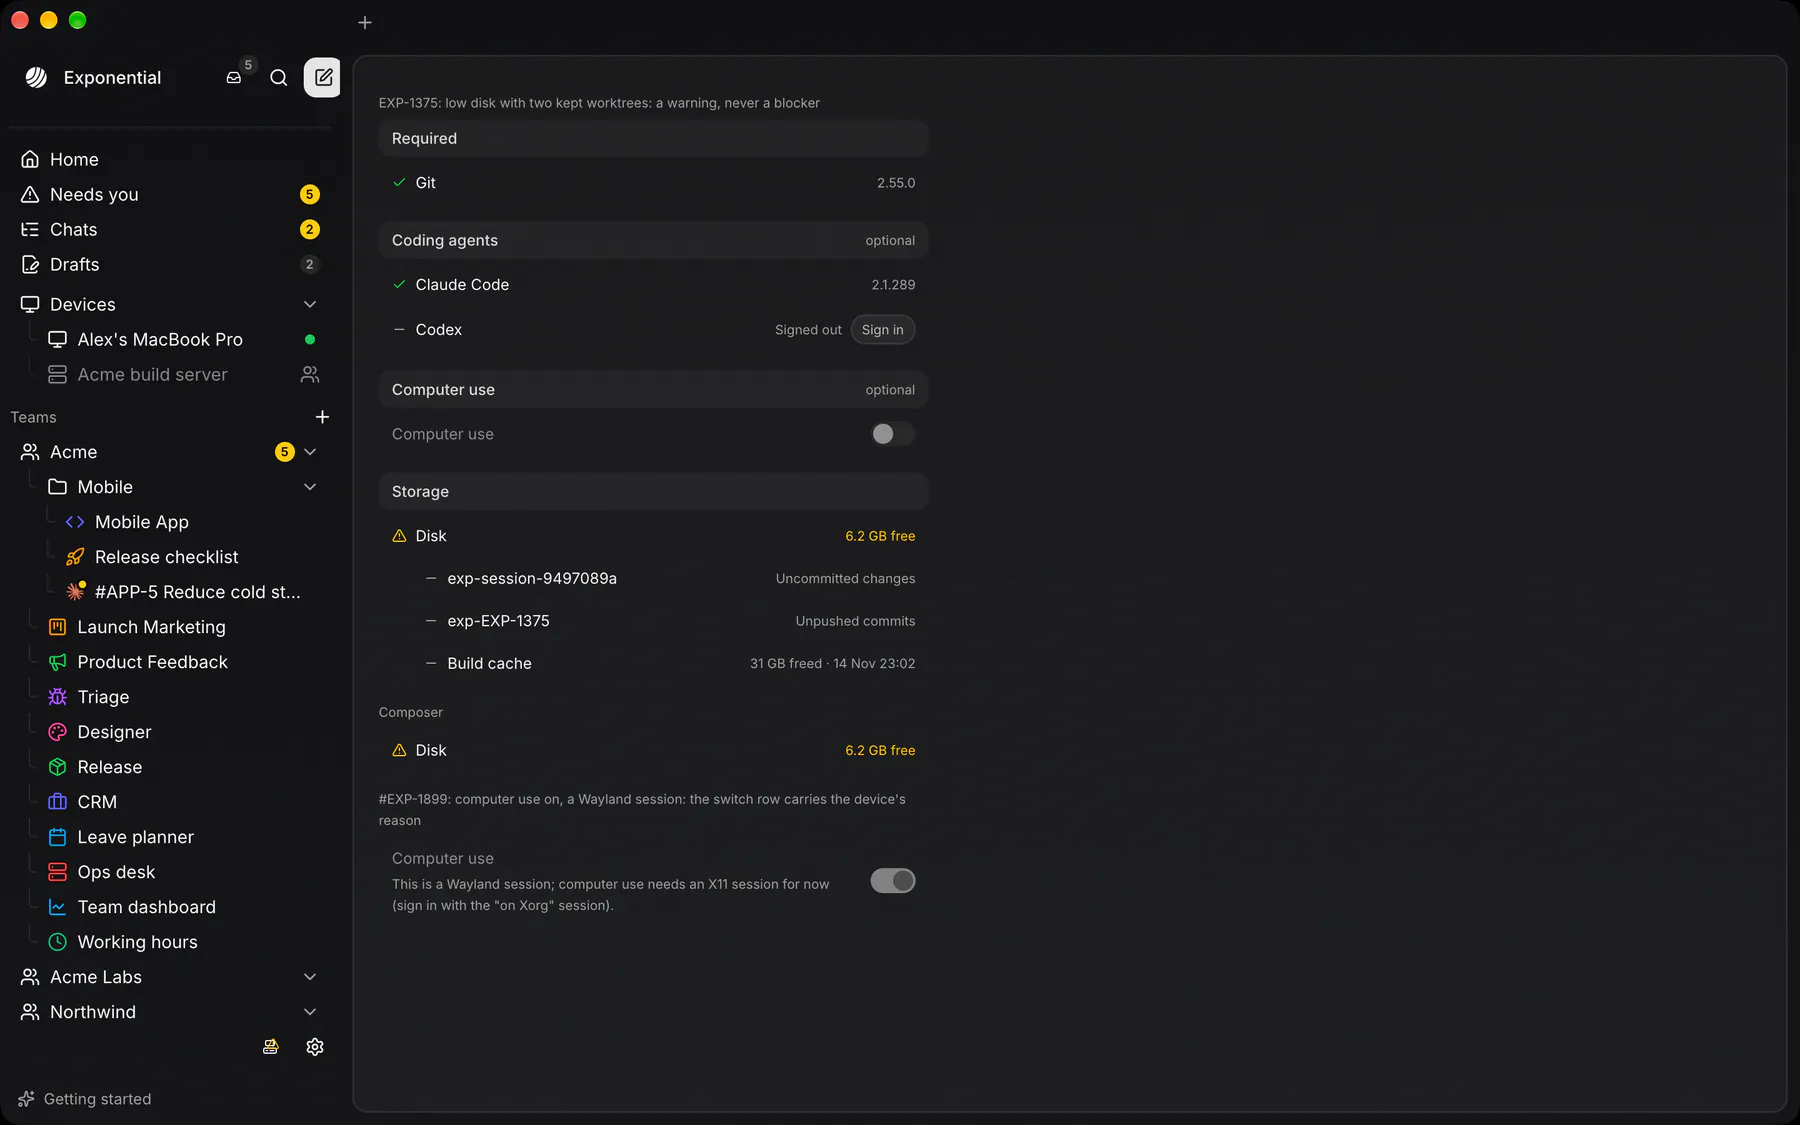 Exponential
5
Home
Needs you
5
Chats
2
Drafts
2
Devices
Alex's MacBook Pro
Acme build server
Teams
Acme
5
Mobile
Mobile App
Release checklist
#APP-5 Reduce cold st...
Launch Marketing
Product Feedback
Triage
Designer
Release
CRM
Leave planner
Ops desk
Team dashboard
Working hours
Acme Labs
Northwind
Getting started
EXP-1375: low disk with two kept worktrees: a warning, never a blocker
Required
Git
2.55.0
Coding agents
optional
Claude Code
2.1.289
Codex
Signed out
Sign in
Computer use
optional
Computer use
Storage
Disk
6.2 GB free
exp-session-9497089a
Uncommitted changes
exp-EXP-1375
Unpushed commits
Build cache
31 GB freed · 14 Nov 23:02
Composer
Disk
6.2 GB free
#EXP-1899: computer use on, a Wayland session: the switch row carries the device's
reason
Computer use
This is a Wayland session; computer use needs an X11 session for now
(sign in with the "on Xorg" session).